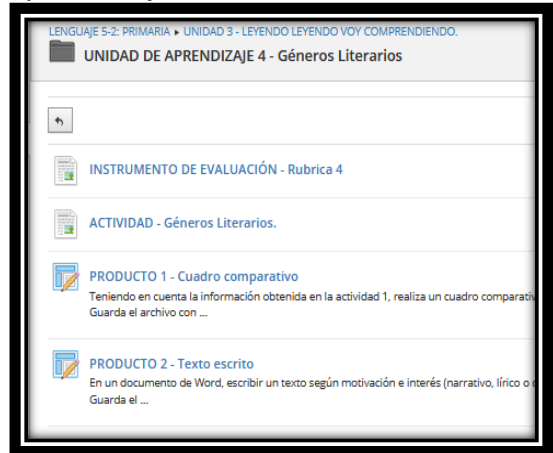 LENGUAJE 5-2: PRIMARIA ▸ UNIDAD 3 - LEYENDO LEYENDO VOY COMPRENDIENDO.
UNIDAD DE APRENDIZAJE 4 - Géneros Literarios
INSTRUMENTO DE EVALUACIÓN - Rubrica 4
ACTIVIDAD - Géneros Literarios.
PRODUCTO 1 - Cuadro comparativo
Teniendo en cuenta la información obtenida en la actividad 1, realiza un cuadro
Guarda el archivo con ...
PRODUCTO 2 - Texto escrito
En un documento de Word, escribir un texto según motivación e interés (narrativo, lírico o
Guarda el ...